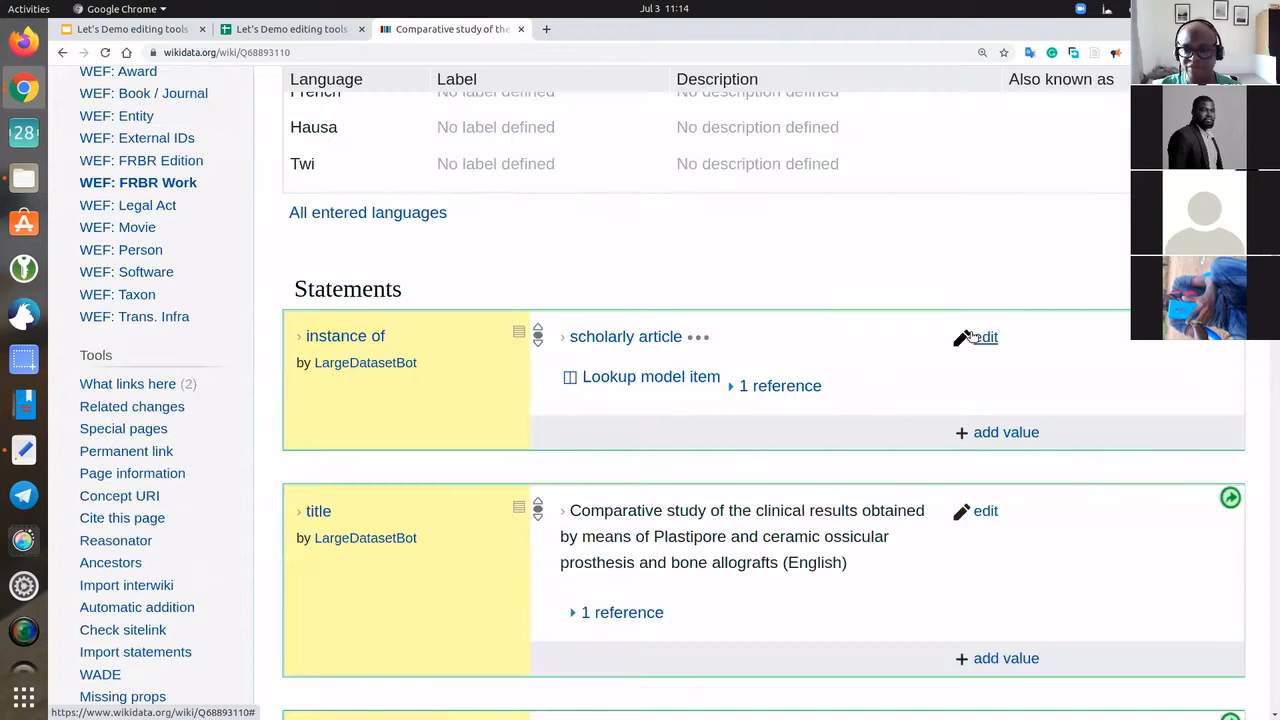 Activities
Google Chrome
Jul 3 11:14
Let's Demo editing tools
Let's Demo editing tools
Comparative study of the
wikidata.org/wiki/Q68893110
28
WEF: Award
WEF: Book / Journal
WEF: Entity
WEF: External IDs
WEF: FRBR Edition
WEF: FRBR Work
WEF: Legal Act
WEF: Movie
WEF: Person
WEF: Software
WEF: Taxon
WEF: Trans. Infra
Tools
What links here (2)
Related changes
Special pages
Permanent link
Page information
Concept URI
Cite this page
Reasonator
Ancestors
Import interwiki
Automatic addition
Check sitelink
Import statements
WADE
Missing props
https://www.wikidata.org/wiki/Q68893110#
Language Label Description Also known as
French No label defined No description defined
Hausa No label defined No description defined
Twi No label defined No description defined
All entered languages
Statements
instance of
by LargeDatasetBot
scholarly article
edit
Lookup model item
1 reference
+ add value
title
by LargeDatasetBot
Comparative study of the clinical results obtained
by means of Plastipore and ceramic ossicular
prosthesis and bone allografts (English)
edit
1 reference
+ add value